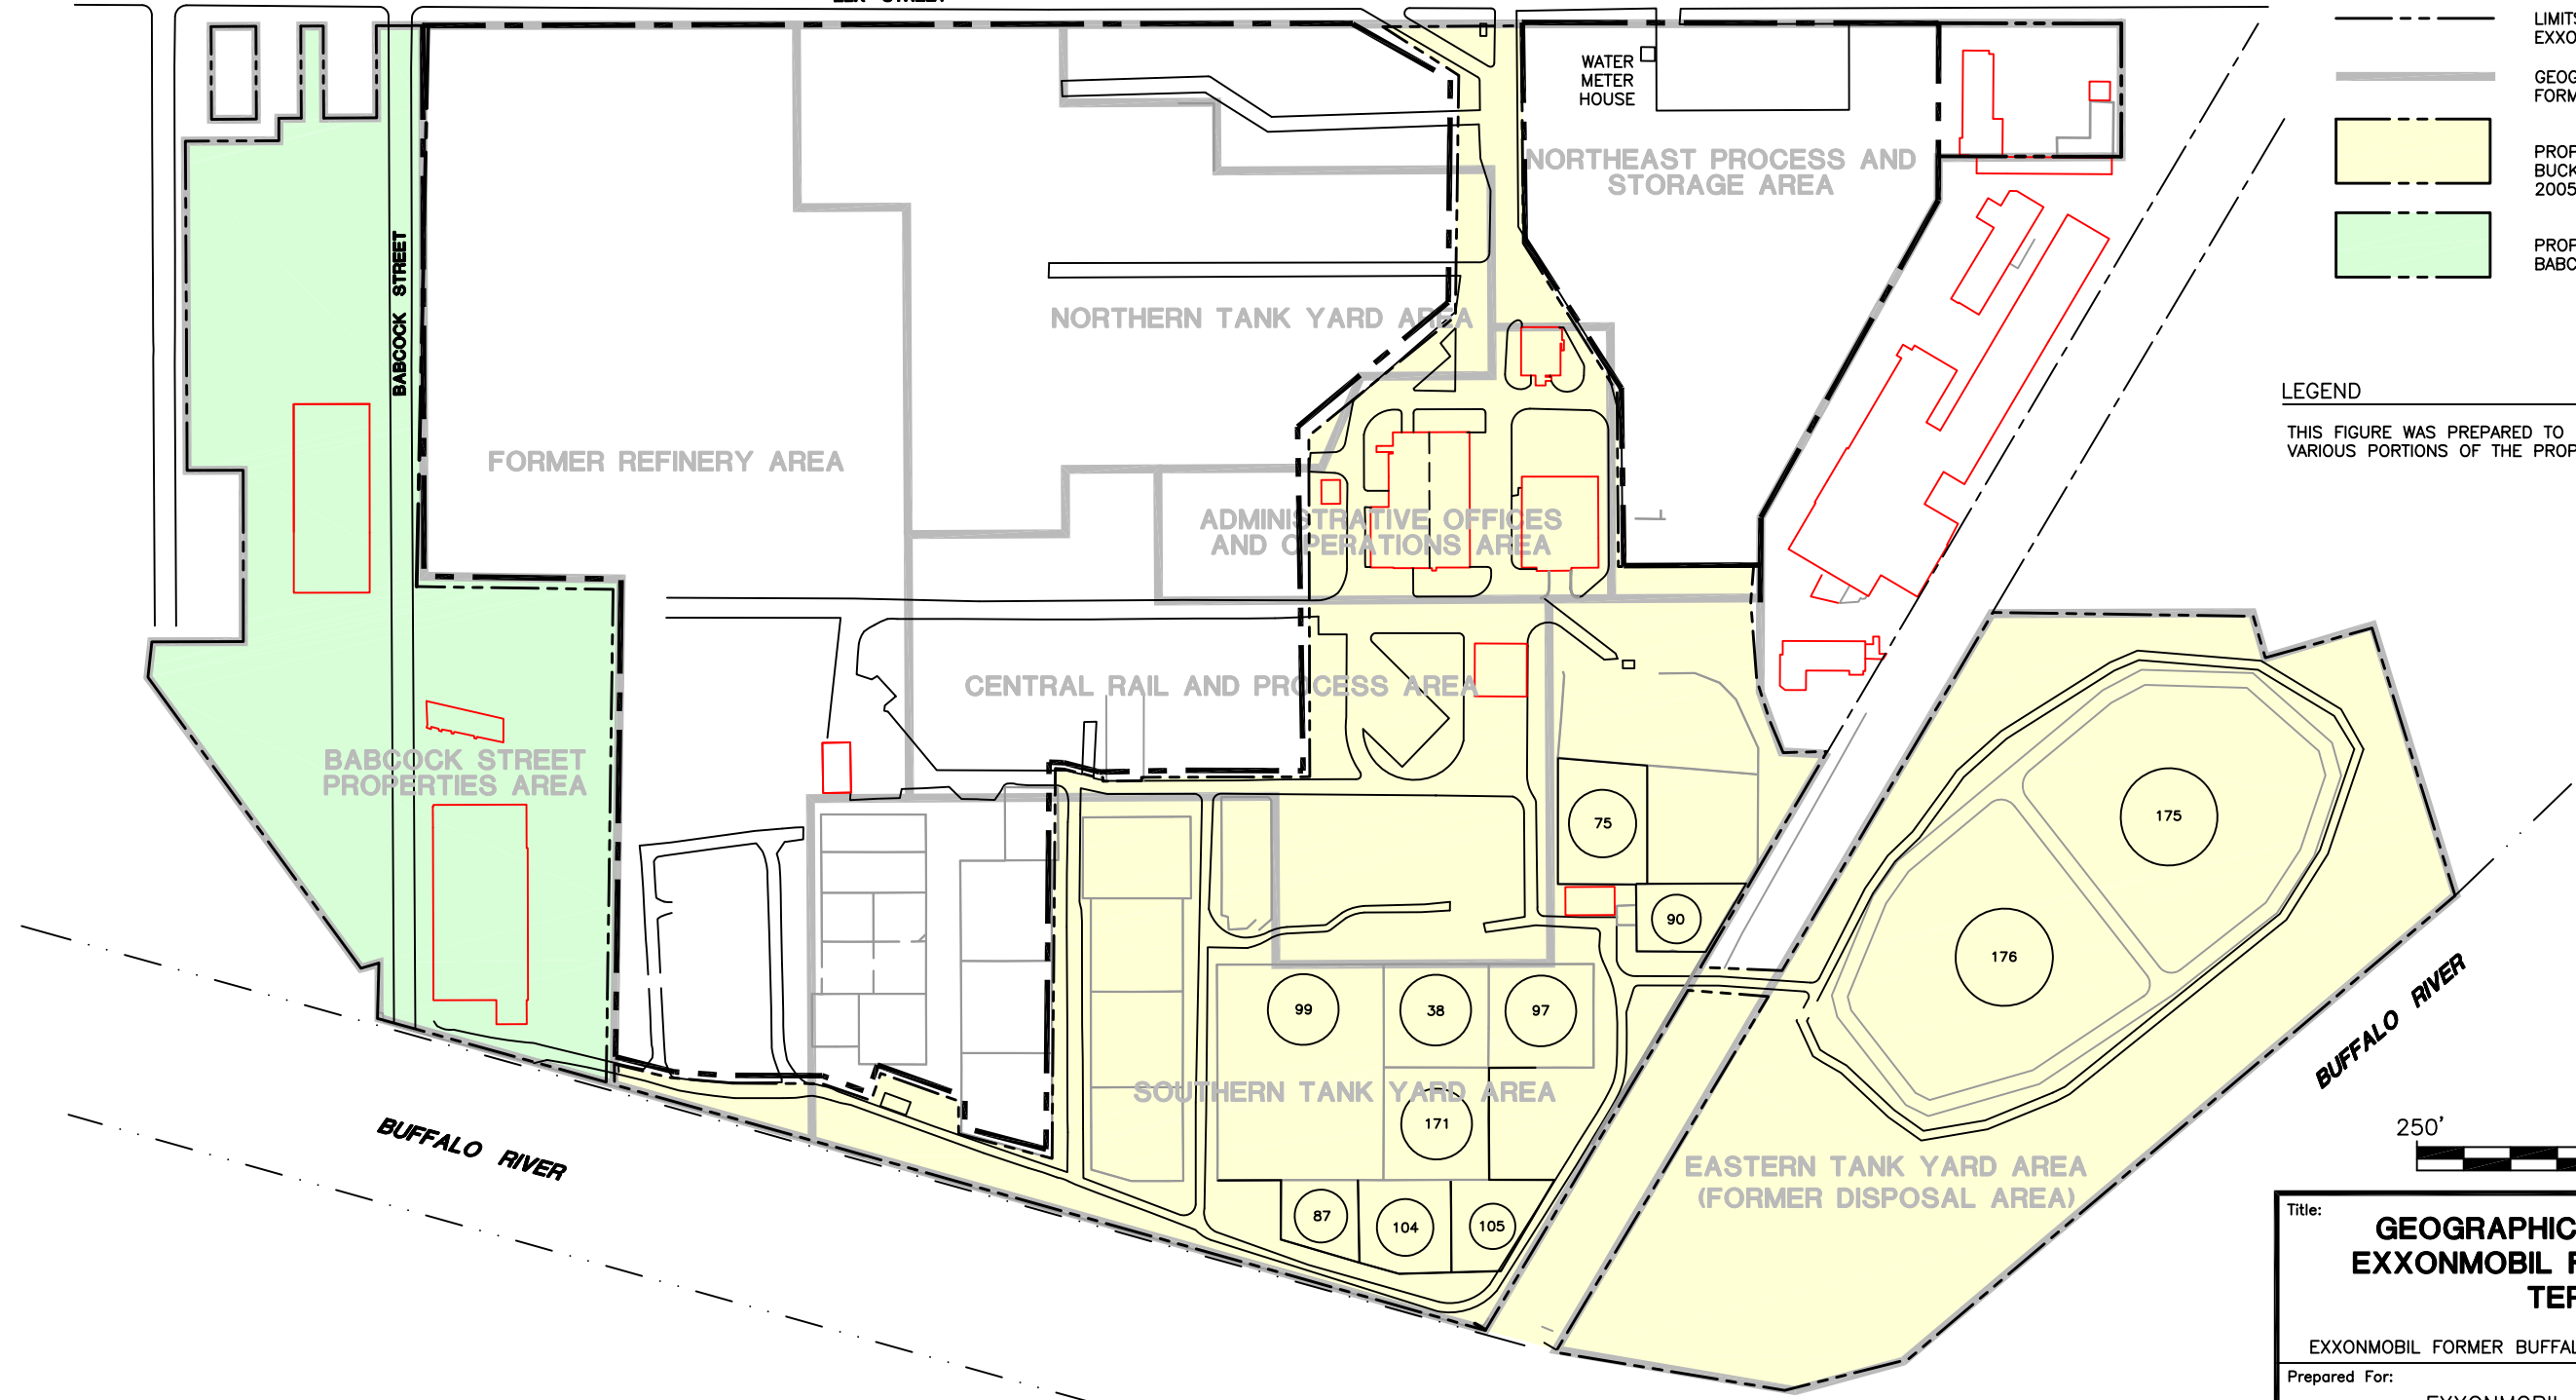 WATER
METER
HOUSE
NORTHEAST PROCESS AND
STORAGE AREA
BABCOCK STREET
NORTHERN TANK YARD AREA
FORMER REFINERY AREA
ADMINISTRATIVE OFFICES
AND OPERATIONS AREA
CENTRAL RAIL AND PROCESS AREA
BABCOCK STREET
PROPERTIES AREA
75
90
175
176
99
38
97
171
87
104
105
SOUTHERN TANK YARD AREA
EASTERN TANK YARD AREA
(FORMER DISPOSAL AREA)
BUFFALO RIVER
BUFFALO RIVER
LEGEND
THIS FIGURE WAS PREPARED TO
VARIOUS PORTIONS OF THE
2005
250'
Title:
GEOGRAPHIC
EXXONMOBIL
EXXONMOBIL FORMER
Prepared For:
EXXONMOBIL